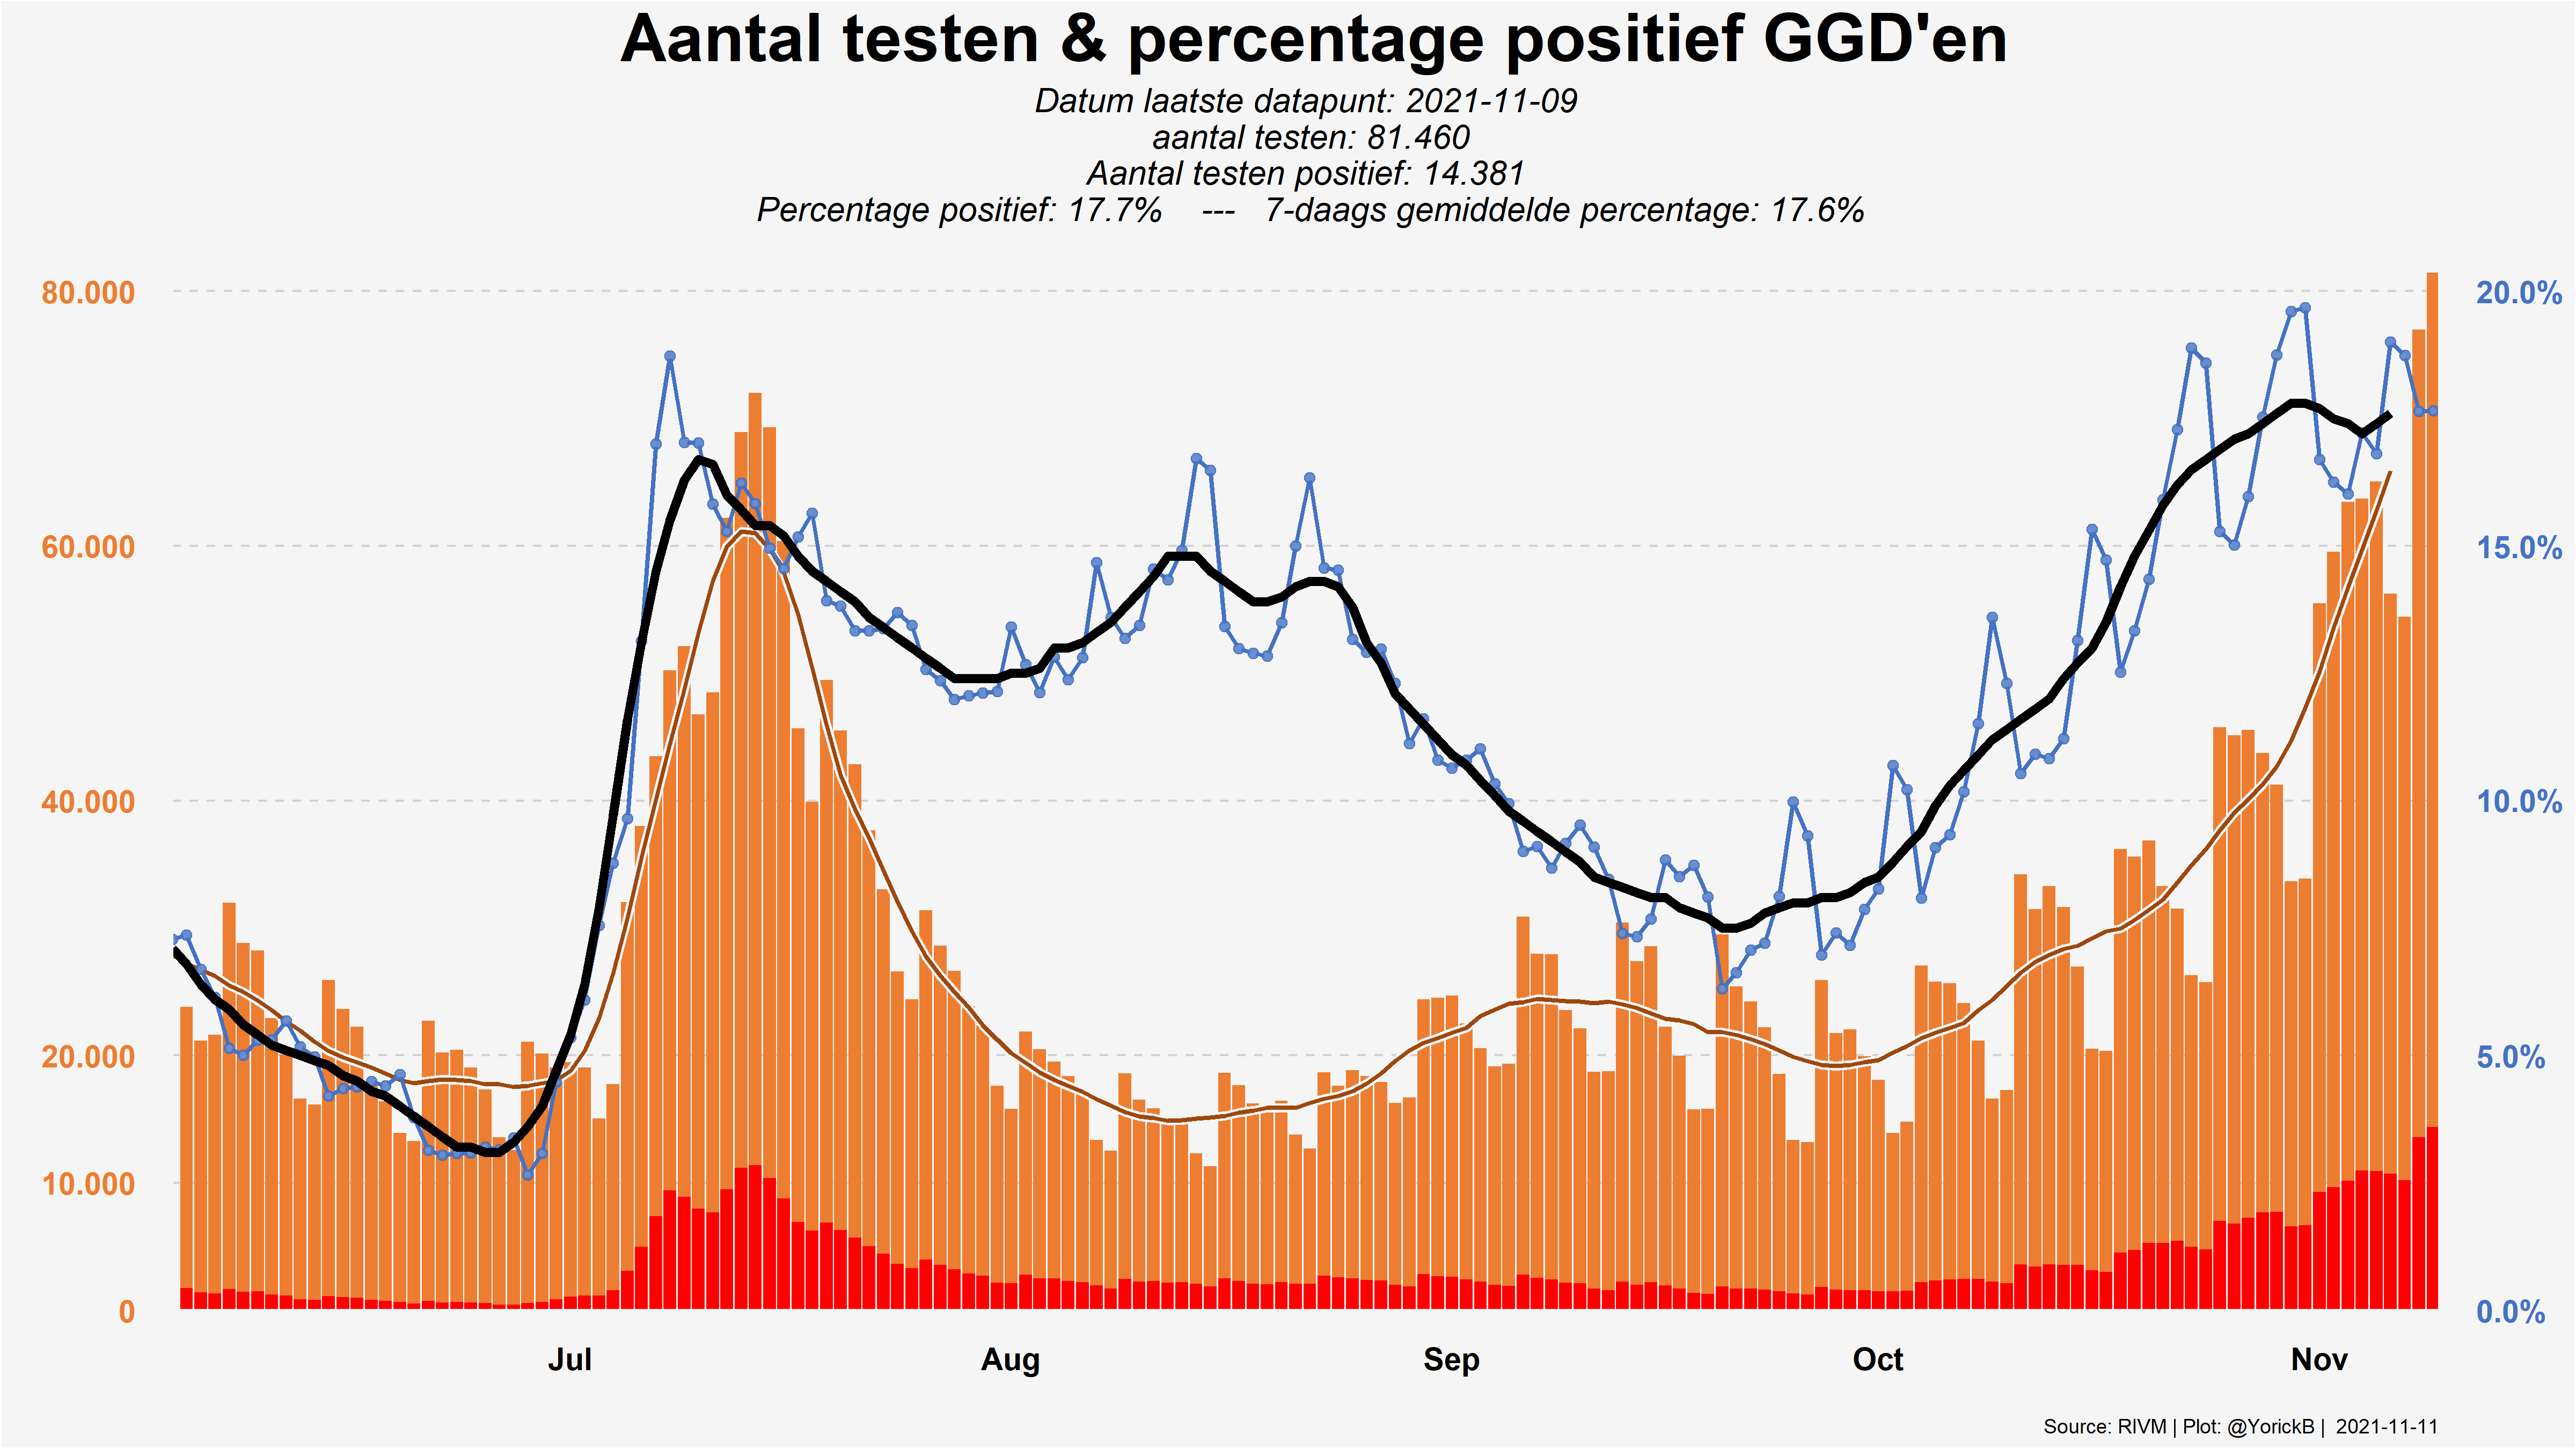 Aantal testen & percentage positief GGD'en
Datum laatste datapunt: 2021-11-09
aantal testen: 81.460
Aantal testen positief: 14.381
Percentage positief: 17.7% --- 7-daags gemiddelde percentage: 17.6%
80.000
20.0%
60.000
15.0%
40.000
10.0%
20.000
5.0%
10.000
0
0.0%
Jul
Aug
Sep
Oct
Nov
Source: RIVM | Plot: @YorickB | 2021-11-11